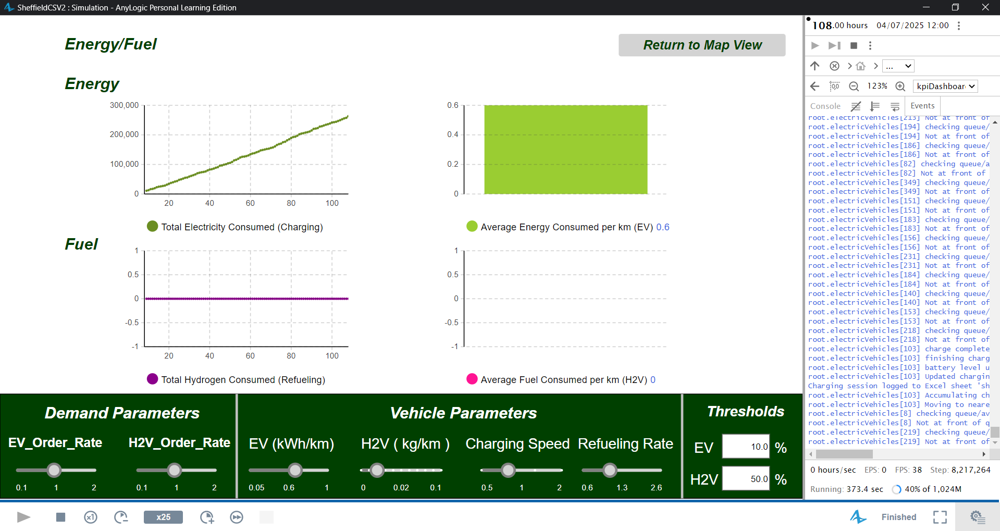 SheffieldCSV2 : Simulation - AnyLogic Personal Learning Edition
Energy/Fuel
Return to Map View
Energy
300,000
200,000
100,000
0
20 40 60 80 100
Total Electricity Consumed (Charging)
0.6
0.4
0.2
0
Average Energy Consumed per km (EV) 0.6
Fuel
1
0.5
0
-0.5
-1
20 40 60 80 100
Total Hydrogen Consumed (Refueling)
1
0.5
0
-0.5
-1
Average Fuel Consumed per km (H2V) 0
Demand Parameters
EV_Order_Rate
0.1 1 2
H2V_Order_Rate
0.1 1 2
Vehicle Parameters
EV (kWh/km)
0.05 0.6 1
H2V ( kg/km )
0 0.02 0.1
Charging Speed
0.5 1 2
Refueling Rate
0.6 1.3 2.6
Thresholds
EV 10.0 %
H2V 50.0 %
108.00 hours 04/07/2025 12:00
...
123% kpiDashboar
Console Events
root.electricVehicles[213] Not at front of
root.electricVehicles[194] checking queue/
root.electricVehicles[194] Not at front of
root.electricVehicles[186] checking queue/
root.electricVehicles[186] Not at front of
root.electricVehicles[82] checking queue/a
root.electricVehicles[82] Not at front of
root.electricVehicles[349] checking queue/
root.electricVehicles[349] Not at front of
root.electricVehicles[151] checking queue/
root.electricVehicles[151] Not at front of
root.electricVehicles[183] checking queue/
root.electricVehicles[183] Not at front of
root.electricVehicles[156] checking queue/
root.electricVehicles[156] Not at front of
root.electricVehicles[231] checking queue/
root.electricVehicles[231] Not at front of
root.electricVehicles[184] checking queue/
root.electricVehicles[184] Not at front of
root.electricVehicles[140] checking queue/
root.electricVehicles[140] Not at front of
root.electricVehicles[153] checking queue/
root.electricVehicles[153] Not at front of
root.electricVehicles[218] checking queue/
root.electricVehicles[218] Not at front of
root.electricVehicles[103] charge complete
root.electricVehicles[103] finishing charg
root.electricVehicles[103] battery level u
root.electricVehicles[103] Updated chargin
Charging session logged to Excel sheet 'sh
root.electricVehicles[103] Accumulating ch
root.electricVehicles[103] Moving to neare
root.electricVehicles[8] checking queue/av
root.electricVehicles[8] Not at front of q
root.electricVehicles[219] checking queue/
root.electricVehicles[219] Not at front of
0 hours/sec EPS: 0 FPS: 38 Step: 8,217,264
Running: 373.4 sec 40% of 1,024M
x1 x25
Finished